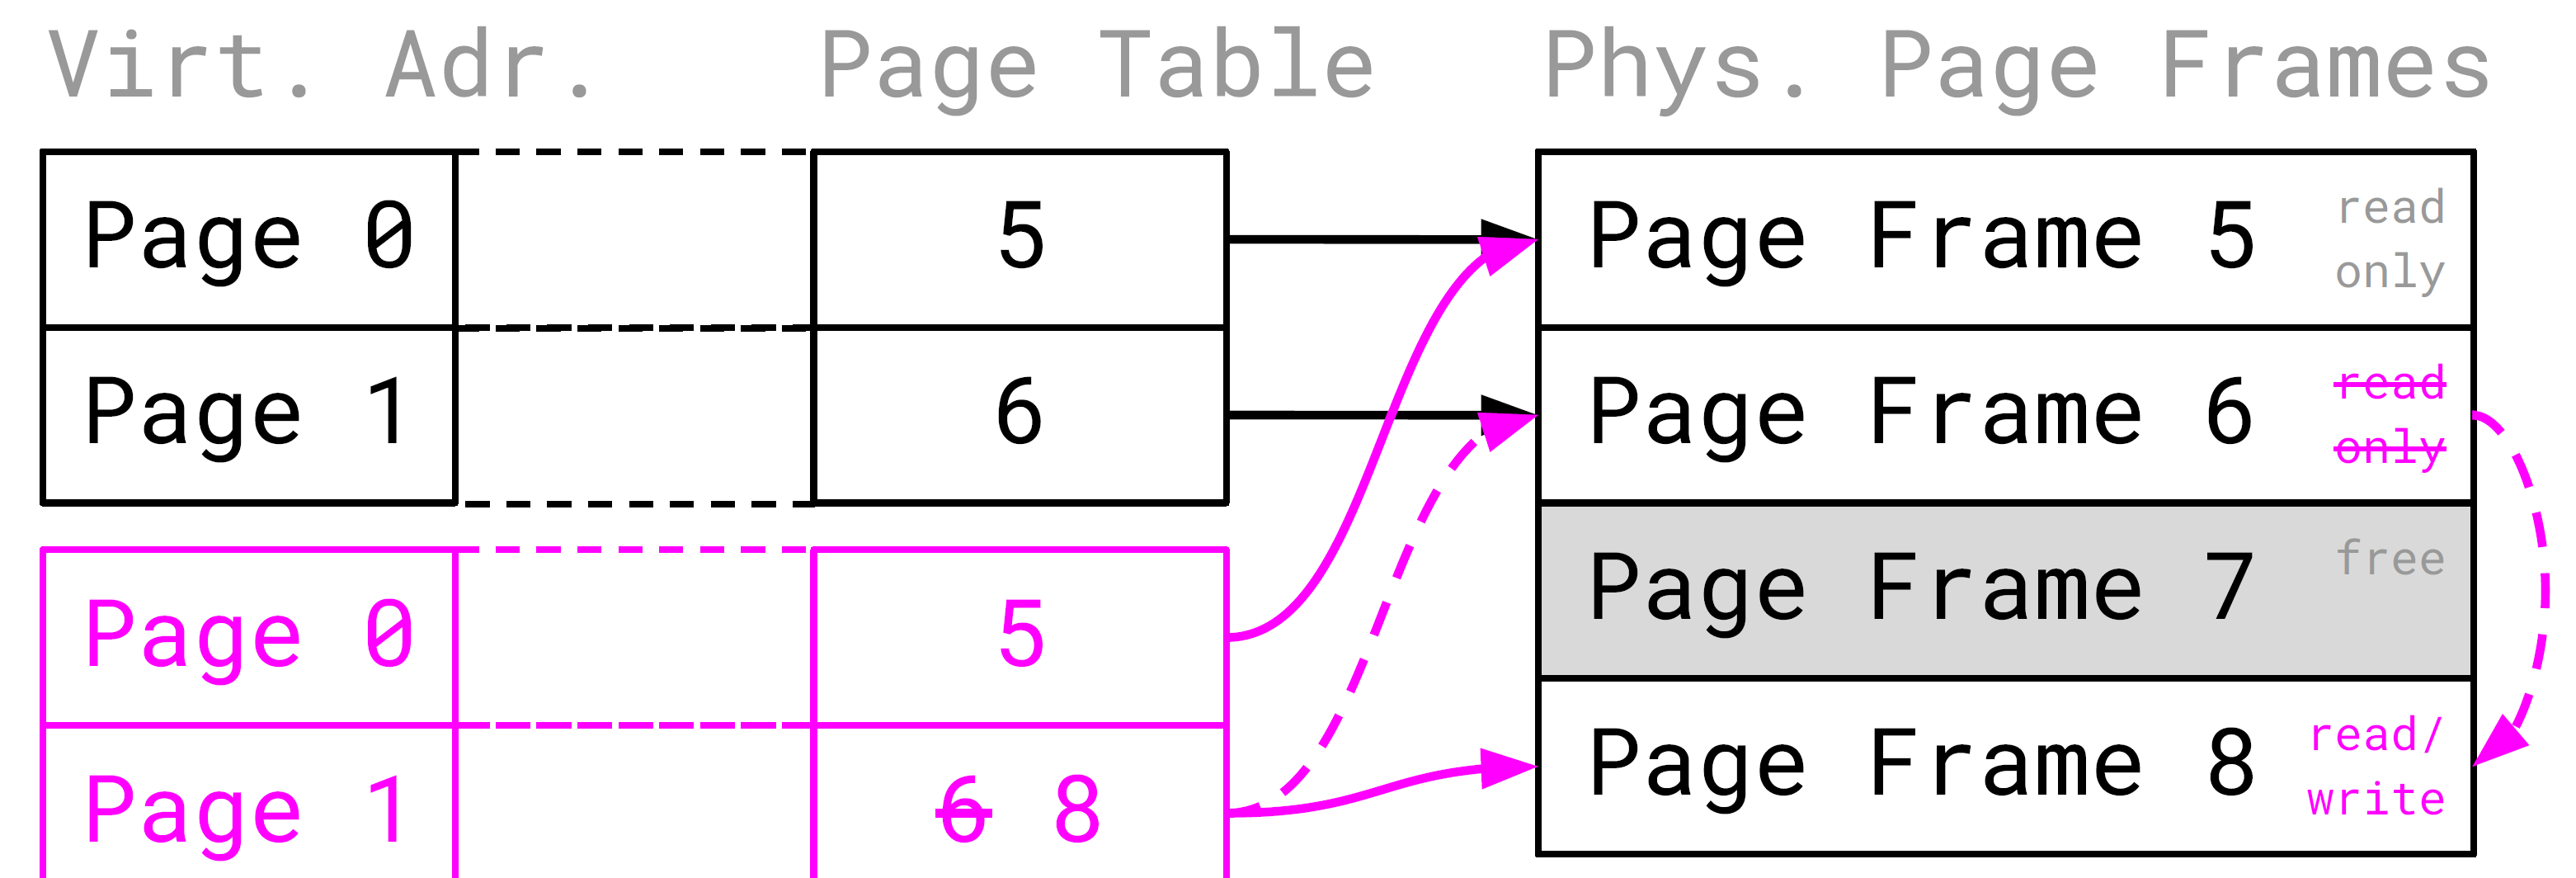 Virt. Adr. Page Table Phys. Page Frames
Page 0 5 Page Frame 5 read only
Page 1 6 Page Frame 6 read only
Page Frame 7 free
Page 0 5
Page 1 6 8 Page Frame 8 read/ write